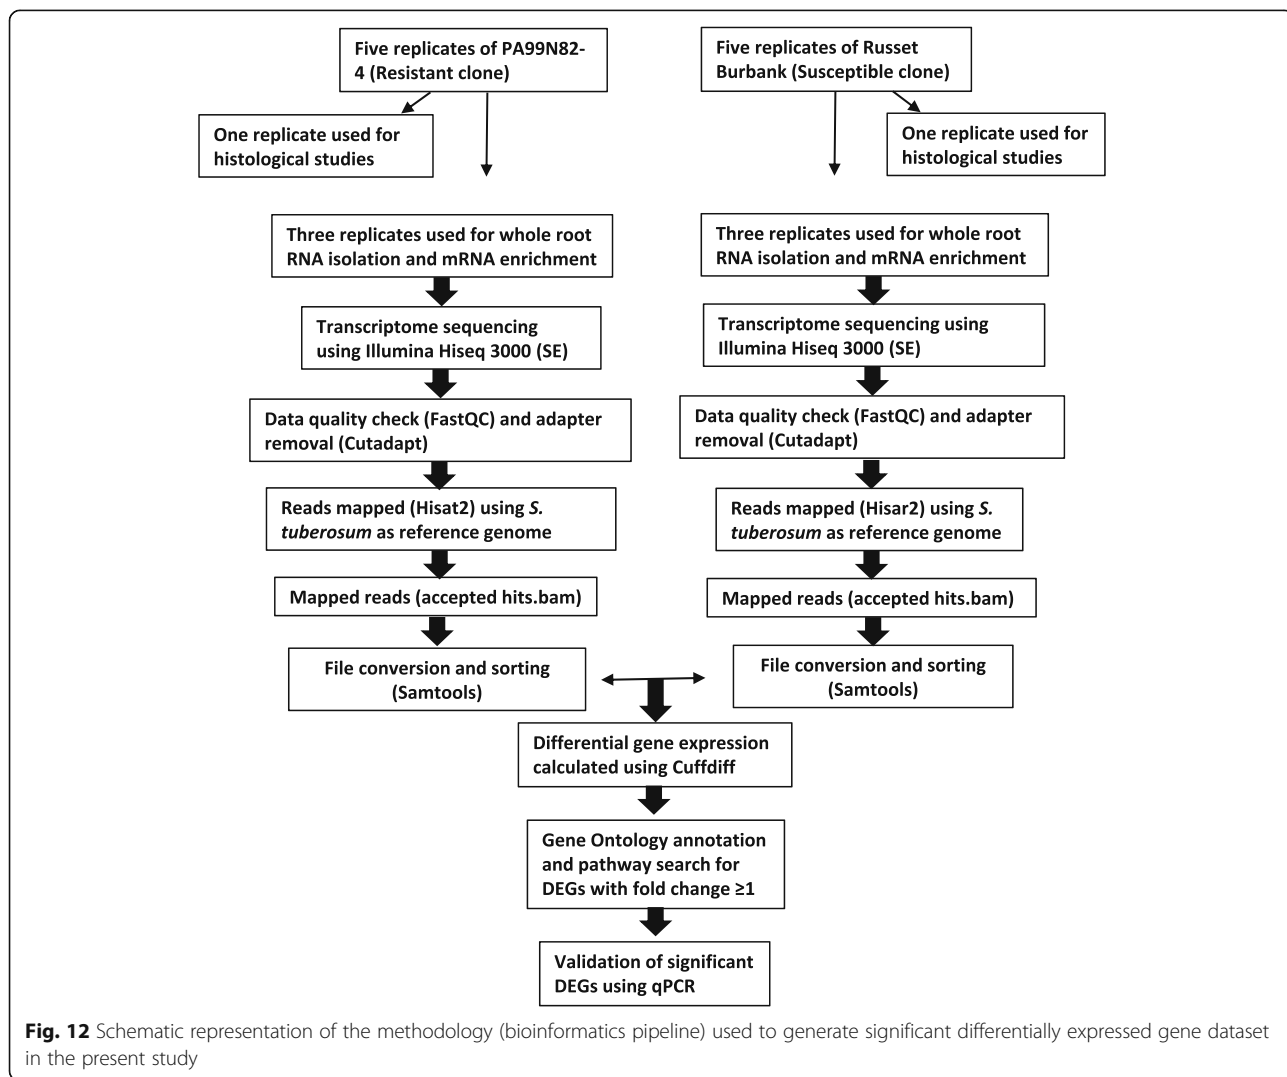 Five replicates of PA99N82-
4 (Resistant clone)
Five replicates of Russet
Burbank (Susceptible clone)
One replicate used for
histological studies
One replicate used for
histological studies
Three replicates used for whole root
RNA isolation and mRNA enrichment
Three replicates used for whole root
RNA isolation and mRNA enrichment
Transcriptome sequencing
using Illumina Hiseq 3000 (SE)
Transcriptome sequencing using
Illumina Hiseq 3000 (SE)
Data quality check (FastQC) and adapter
removal (Cutadapt)
Data quality check (FastQC) and adapter
removal (Cutadapt)
Reads mapped (Hisat2) using S.
tuberosum as reference genome
Reads mapped (Hisar2) using S.
tuberosum as reference genome
Mapped reads (accepted hits.bam)
Mapped reads (accepted hits.bam)
File conversion and sorting
(Samtools)
File conversion and sorting
(Samtools)
Differential gene expression
calculated using Cuffdiff
Gene Ontology annotation
and pathway search for
DEGs with fold change ≥1
Validation of significant
DEGs using qPCR
Fig. 12 Schematic representation of the methodology (bioinformatics pipeline) used to generate significant differentially expressed gene dataset
in the present study